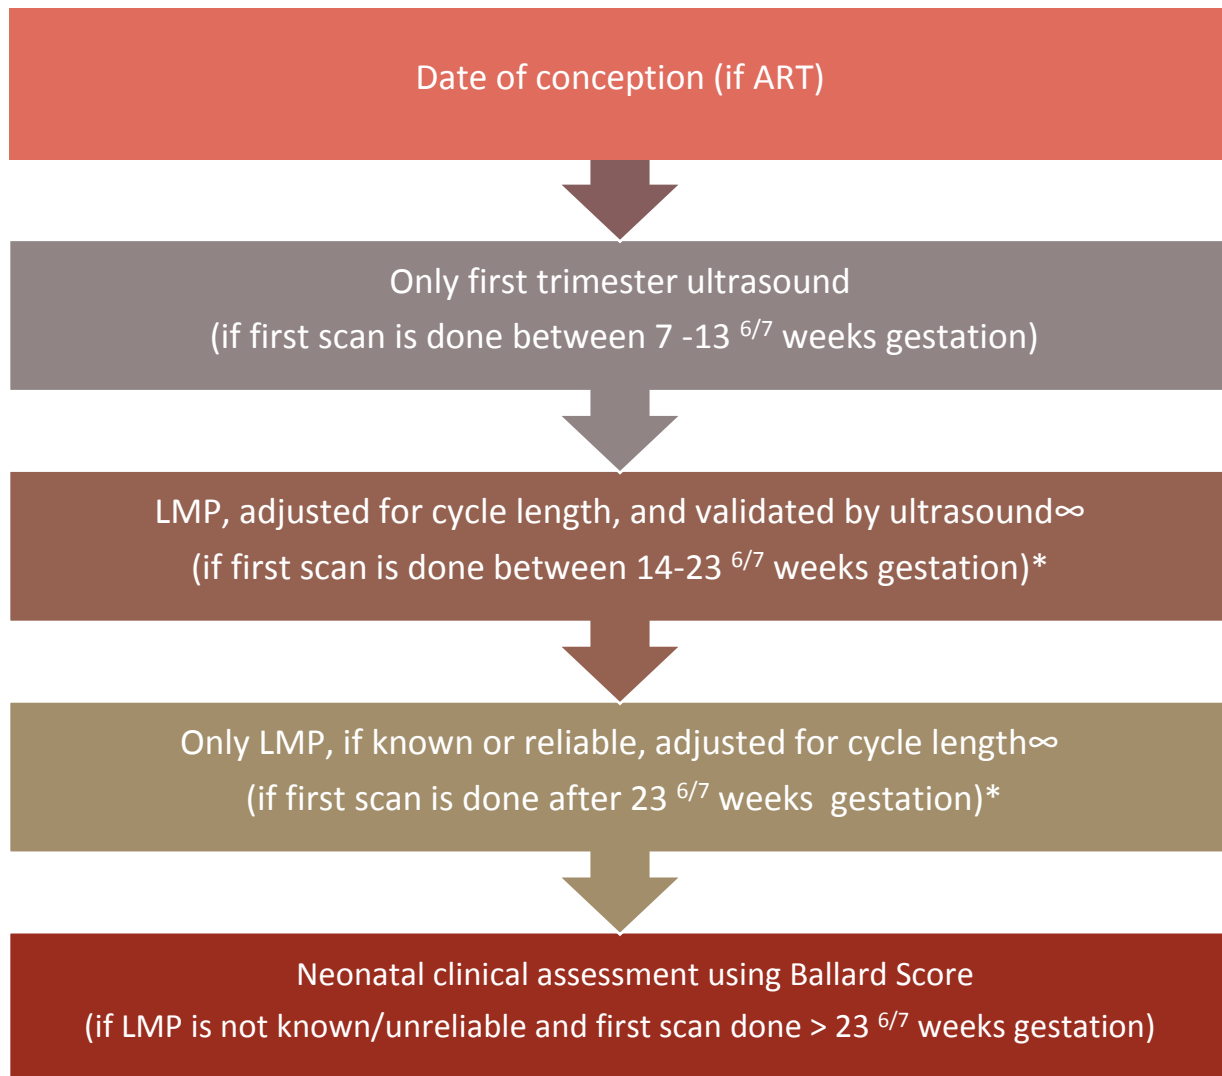 Date of conception (if ART)
Only first trimester ultrasound
(if first scan is done between 7 -13 6/7 weeks gestation)
LMP, adjusted for cycle length, and validated by ultrasound∞
(if first scan is done between 14-23 6/7 weeks gestation)*
Only LMP, if known or reliable, adjusted for cycle length∞
(if first scan is done after 23 6/7 weeks  gestation)*
Neonatal clinical assessment using Ballard Score
(if LMP is not known/unreliable and first scan done > 23 6/7 weeks gestation)